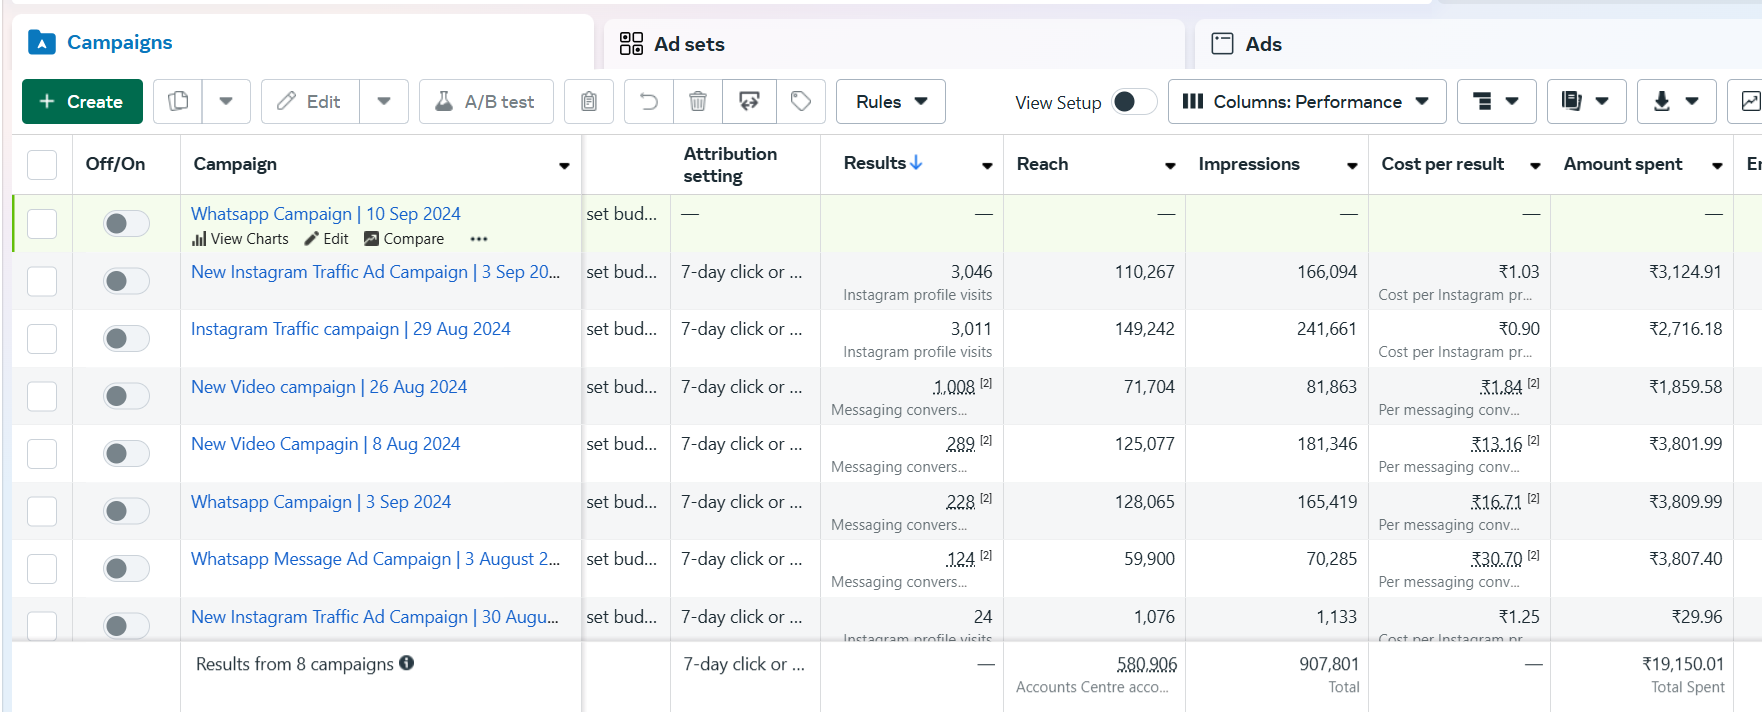 Campaigns
Ad sets
Ads
+ Create
Edit
A/B test
Rules
View Setup
Columns: Performance
Off/On
Campaign
Attribution setting
Results
Reach
Impressions
Cost per result
Amount spent
En
Whatsapp Campaign | 10 Sep 2024 set bud... — — — — — —
View Charts Edit Compare ...
New Instagram Traffic Ad Campaign | 3 Sep 20... set bud... 7-day click or ... 3,046 110,267 166,094 ₹1.03 ₹3,124.91
Instagram profile visits Cost per Instagram pr...
Instagram Traffic campaign | 29 Aug 2024 set bud... 7-day click or ... 3,011 149,242 241,661 ₹0.90 ₹2,716.18
Instagram profile visits Cost per Instagram pr...
New Video campaign | 26 Aug 2024 set bud... 7-day click or ... 1,008 [2] 71,704 81,863 ₹1.84 [2] ₹1,859.58
Messaging convers... Per messaging conv...
New Video Campagin | 8 Aug 2024 set bud... 7-day click or ... 289 [2] 125,077 181,346 ₹13.16 [2] ₹3,801.99
Messaging convers... Per messaging conv...
Whatsapp Campaign | 3 Sep 2024 set bud... 7-day click or ... 228 [2] 128,065 165,419 ₹16.71 [2] ₹3,809.99
Messaging convers... Per messaging conv...
Whatsapp Message Ad Campaign | 3 August 2... set bud... 7-day click or ... 124 [2] 59,900 70,285 ₹30.70 [2] ₹3,807.40
Messaging convers... Per messaging conv...
New Instagram Traffic Ad Campaign | 30 Augu... set bud... 7-day click or ... 24 1,076 1,133 ₹1.25 ₹29.96
Instagram profile visits Cost per Instagram pr
Results from 8 campaigns 7-day click or ... — 580,906 907,801 — ₹19,150.01
Accounts Centre acco... Total Total Spent